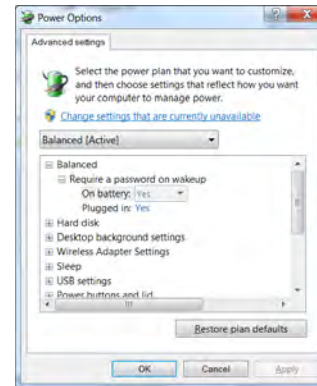 Power Options
Advanced settings
Select the power plan that you want to customize,
and then choose settings that reflect how you want
your computer to manage power.
Change settings that are currently unavailable
Balanced [Active]
Balanced
Require a password on wakeup
On battery: Yes
Plugged in: Yes
Hard disk
Desktop background settings
Wireless Adapter Settings
Sleep
USB settings
Power buttons and lid
Restore plan defaults
OK Cancel Apply